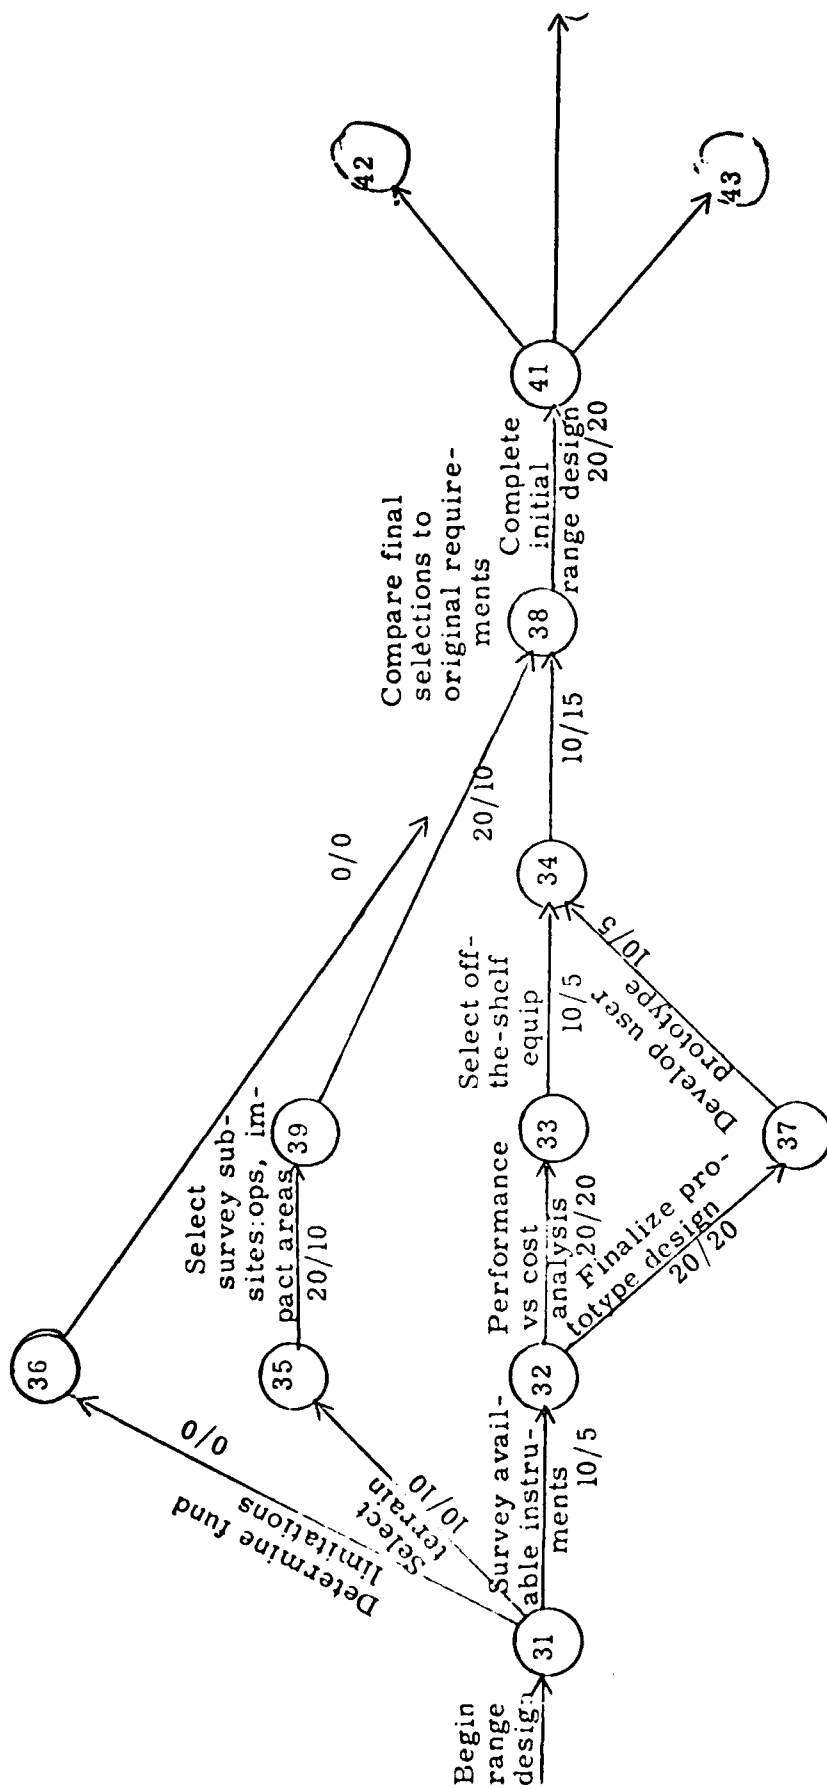 Begin
range
design
31
Determine fund
limitations
0/0
Select
terrain
10/10
Survey avail-
able instru-
ments
10/5
36
35
32
Select
survey sub-
sites:ops, im-
pact areas
20/10
Performance
vs cost
analysis
20/20
Finalize pro-
totype design
20/20
39
33
37
0/0
20/10
Select off-
the-shelf
equip
10/5
Develop user
prototype
10/5
34
10/15
Compare final
selections to
original require-
ments
38
Complete
initial
range design
20/20
41
42
43